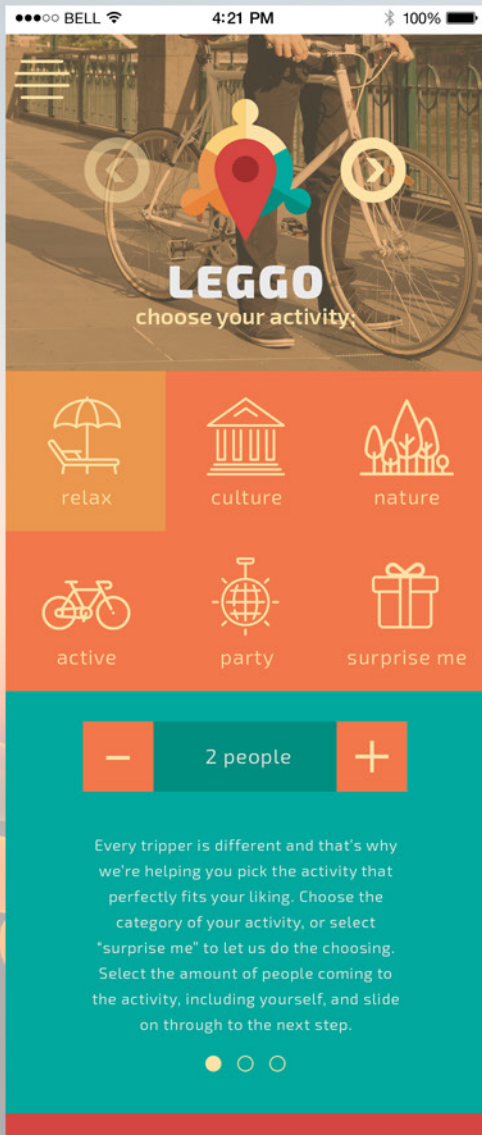 BELL 4:21 PM 100%
LEGGO
choose your activity:
relax culture nature
active party surprise me
− 2 people +
Every tripper is different and that's why
we're helping you pick the activity that
perfectly fits your liking. Choose the
category of your activity, or select
"surprise me" to let us do the choosing.
Select the amount of people coming to
the activity, including yourself, and slide
on through to the next step.